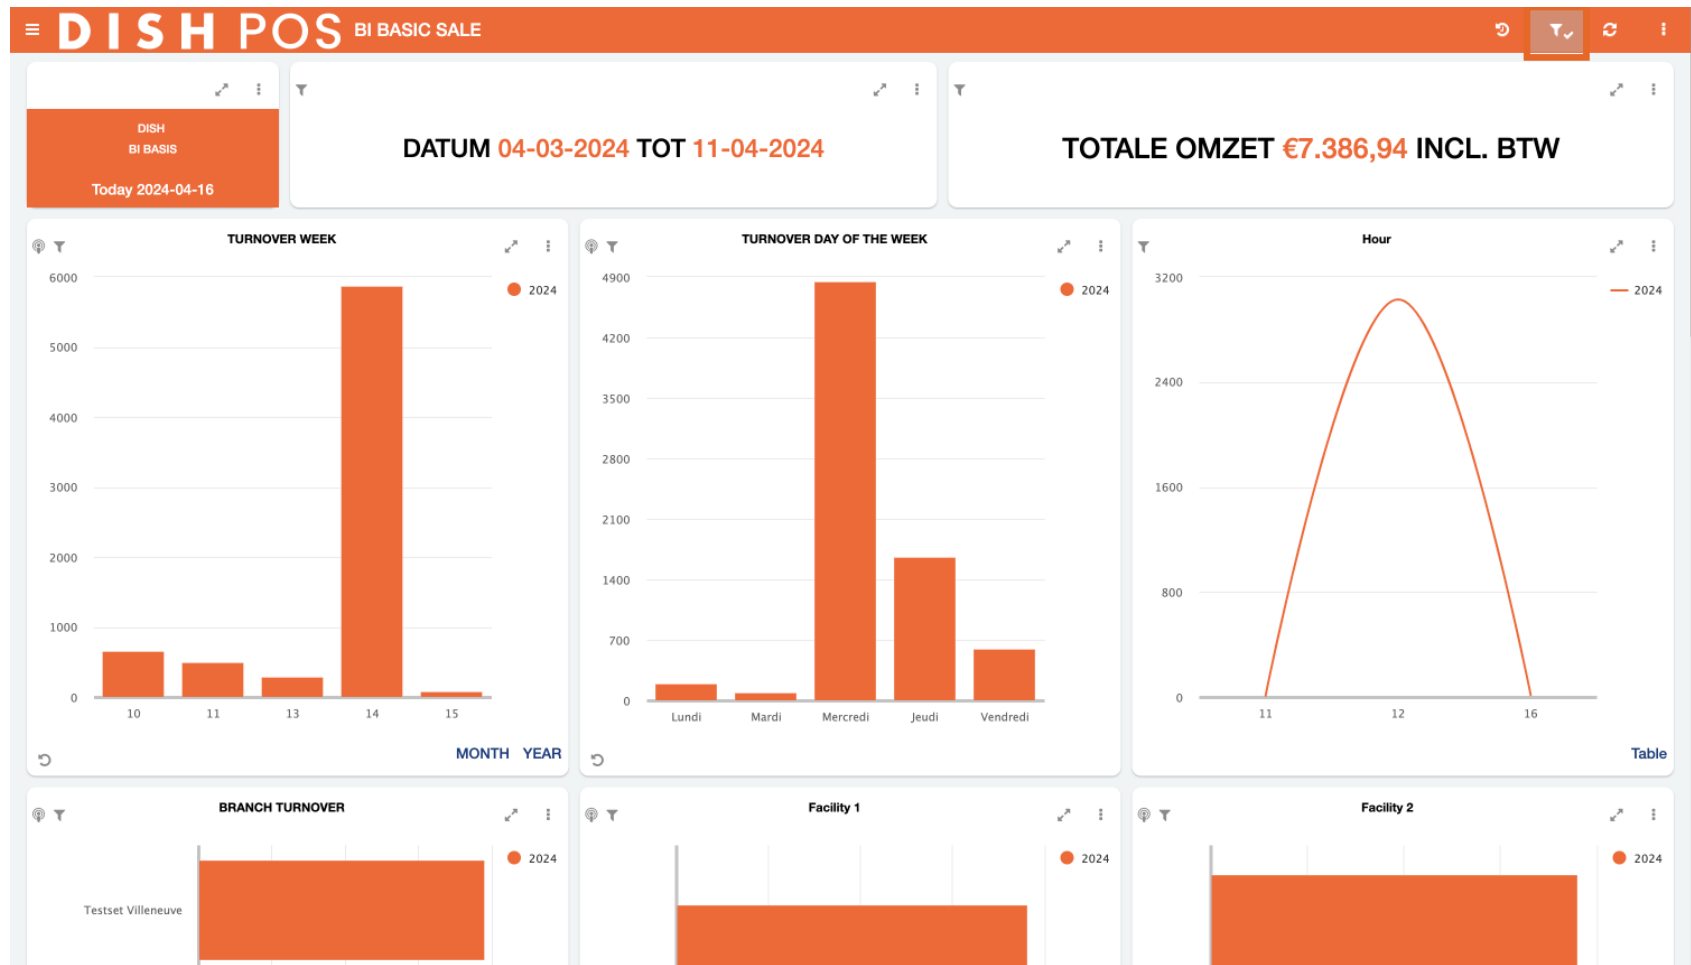 DISH POS BI BASIC SALE
DISH
BI BASIS
Today 2024-04-16
DATUM 04-03-2024 TOT 11-04-2024
TOTALE OMZET €7.386,94 INCL. BTW
TURNOVER WEEK
2024
6000
5000
4000
3000
2000
1000
0
10 11 13 14 15
MONTH YEAR
TURNOVER DAY OF THE WEEK
2024
4900
4200
3500
2800
2100
1400
700
0
Lundi Mardi Mercredi Jeudi Vendredi
Hour
2024
3200
2400
1600
800
0
11 12 16
Table
BRANCH TURNOVER
2024
Testset Villeneuve
Facility 1
2024
Facility 2
2024